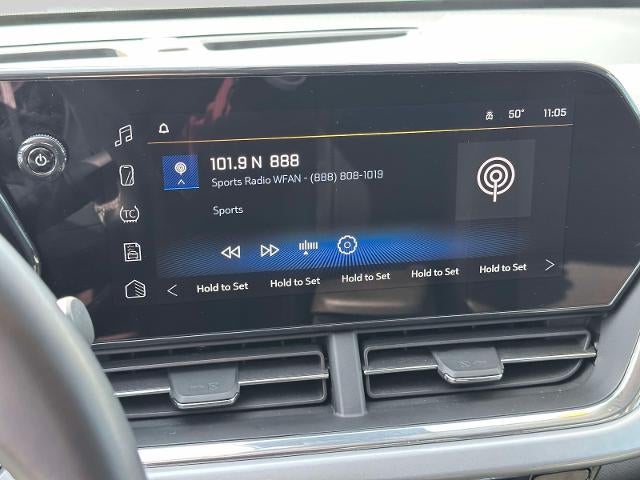 50° 11:05
101.9 N 888
Sports Radio WFAN - (888) 808-1019
Sports
TC
Hold to Set Hold to Set Hold to Set Hold to Set Hold to Set